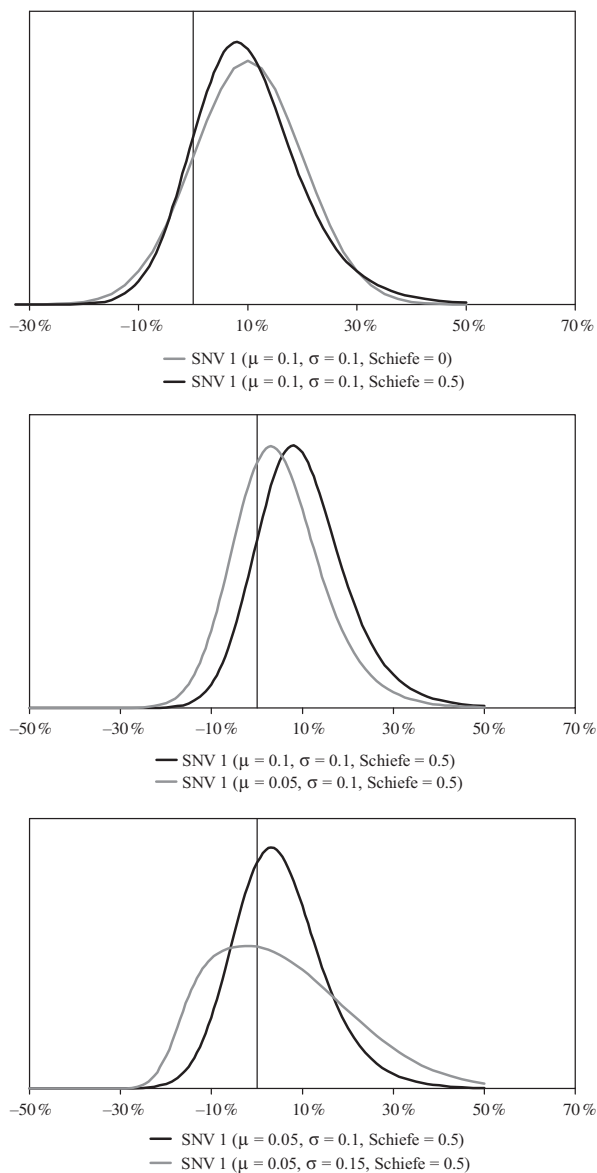 –30% –10% 10% 30% 50% 70%
SNV 1 (μ = 0.1, σ = 0.1, Schiefe = 0)
SNV 1 (μ = 0.1, σ = 0.1, Schiefe = 0.5)
–50% –30% –10% 10% 30% 50% 70%
SNV 1 (μ = 0.1, σ = 0.1, Schiefe = 0.5)
SNV 1 (μ = 0.05, σ = 0.1, Schiefe = 0.5)
–50% –30% –10% 10% 30% 50% 70%
SNV 1 (μ = 0.05, σ = 0.1, Schiefe = 0.5)
SNV 1 (μ = 0.05, σ = 0.15, Schiefe = 0.5)